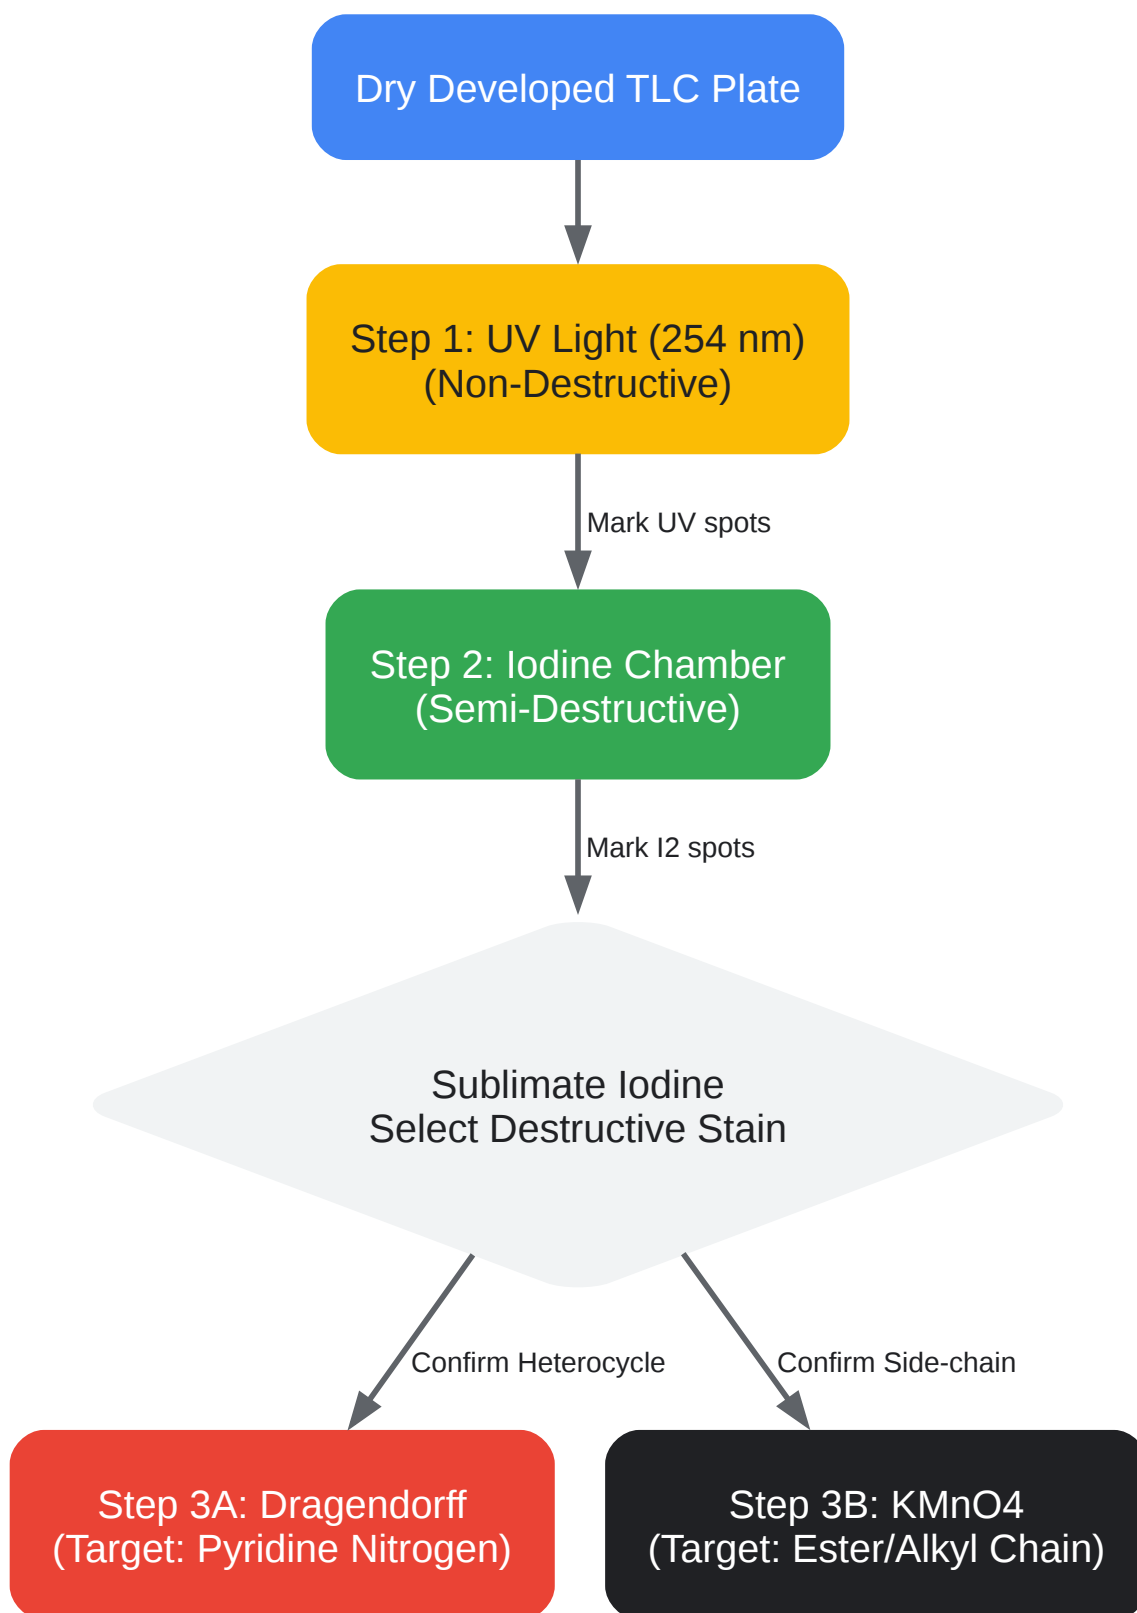 Dry Developed TLC Plate
Step 1: UV Light (254 nm)
(Non-Destructive)
Mark UV spots
Step 2: Iodine Chamber
(Semi-Destructive)
Mark I2 spots
Sublimate Iodine
Select Destructive Stain
Confirm Heterocycle
Confirm Side-chain
Step 3A: Dragendorff
(Target: Pyridine Nitrogen)
Step 3B: KMnO4
(Target: Ester/Alkyl Chain)